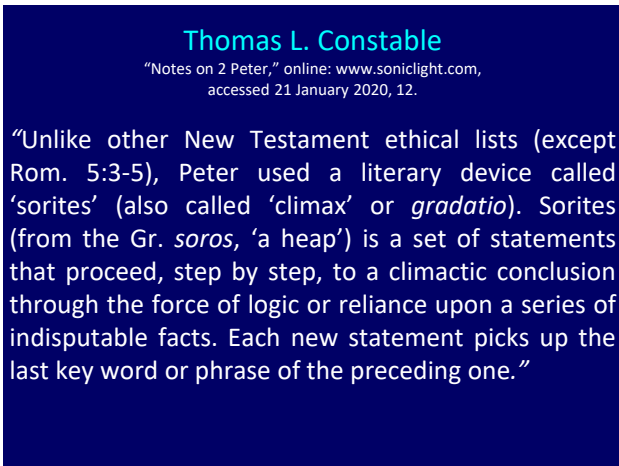 Thomas L. Constable
“Notes on 2 Peter,” online: www.soniclight.com,
accessed 21 January 2020, 12.
“Unlike other New Testament ethical lists (except
Rom. 5:3-5), Peter used a literary device called
‘sorites’ (also called ‘climax’ or gradatio). Sorites
(from the Gr. soros, ‘a heap’) is a set of statements
that proceed, step by step, to a climactic conclusion
through the force of logic or reliance upon a series of
indisputable facts. Each new statement picks up the
last key word or phrase of the preceding one.”